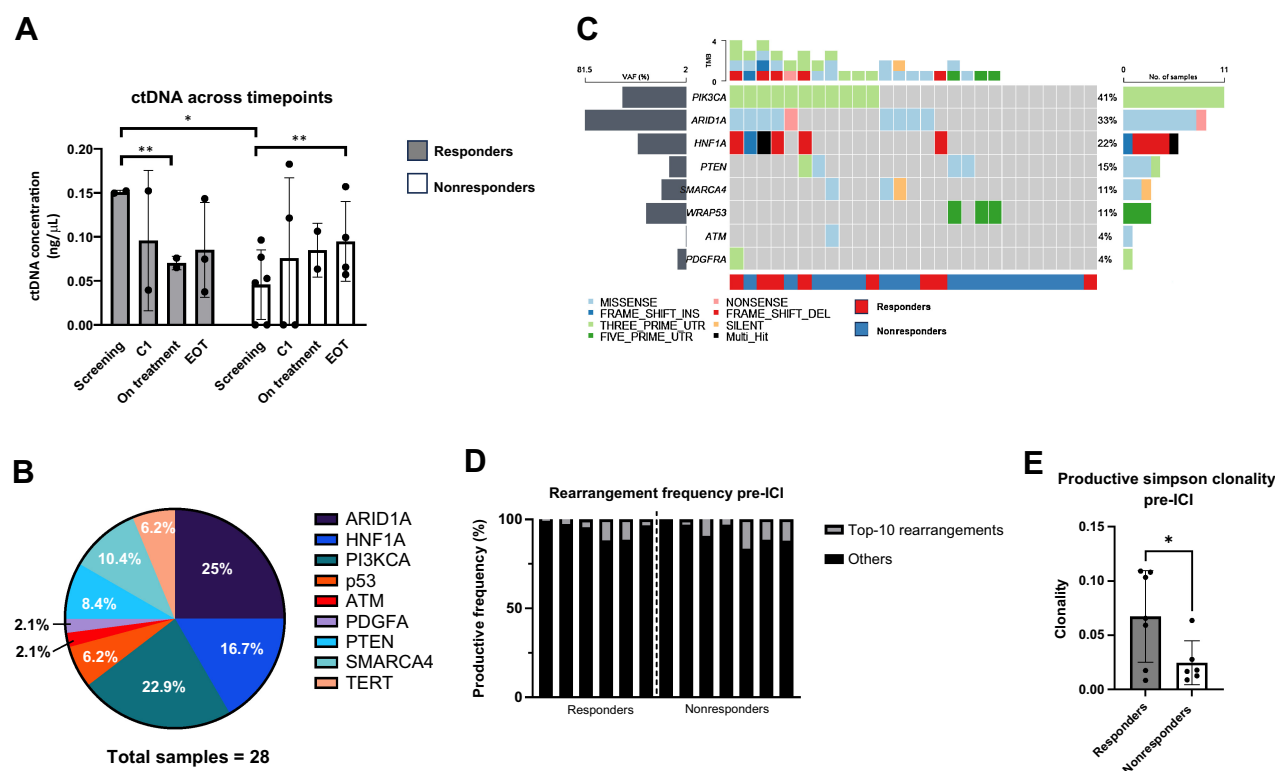 A
ctDNA across timepoints
*
**
**
0.20
0.15
0.10
0.05
0.00
ctDNA concentration
(ng/µL)
Screening
C1
On treatment
EOT
Screening
C1
On treatment
EOT
Responders
Nonresponders
B
25%
16.7%
22.9%
6.2%
2.1%
2.1%
8.4%
10.4%
6.2%
ARID1A
HNF1A
PI3KCA
p53
ATM
PDGFA
PTEN
SMARCA4
TERT
Total samples = 28
C
4
TMB
0
81.5
VAF (%)
2
0
No. of samples
11
PIK3CA 41%
ARID1A 33%
HNF1A 22%
PTEN 15%
SMARCA4 11%
WRAP53 11%
ATM 4%
PDGFRA 4%
MISSENSE
FRAME_SHIFT_INS
THREE_PRIME_UTR
FIVE_PRIME_UTR
NONSENSE
FRAME_SHIFT_DEL
SILENT
Multi_Hit
Responders
Nonresponders
D
Rearrangement frequency pre-ICI
100
50
0
Productive frequency (%)
Responders
Nonresponders
Top-10 rearrangements
Others
E
Productive simpson clonality
pre-ICI
*
0.15
0.10
0.05
0.00
Clonality
Responders
Nonresponders